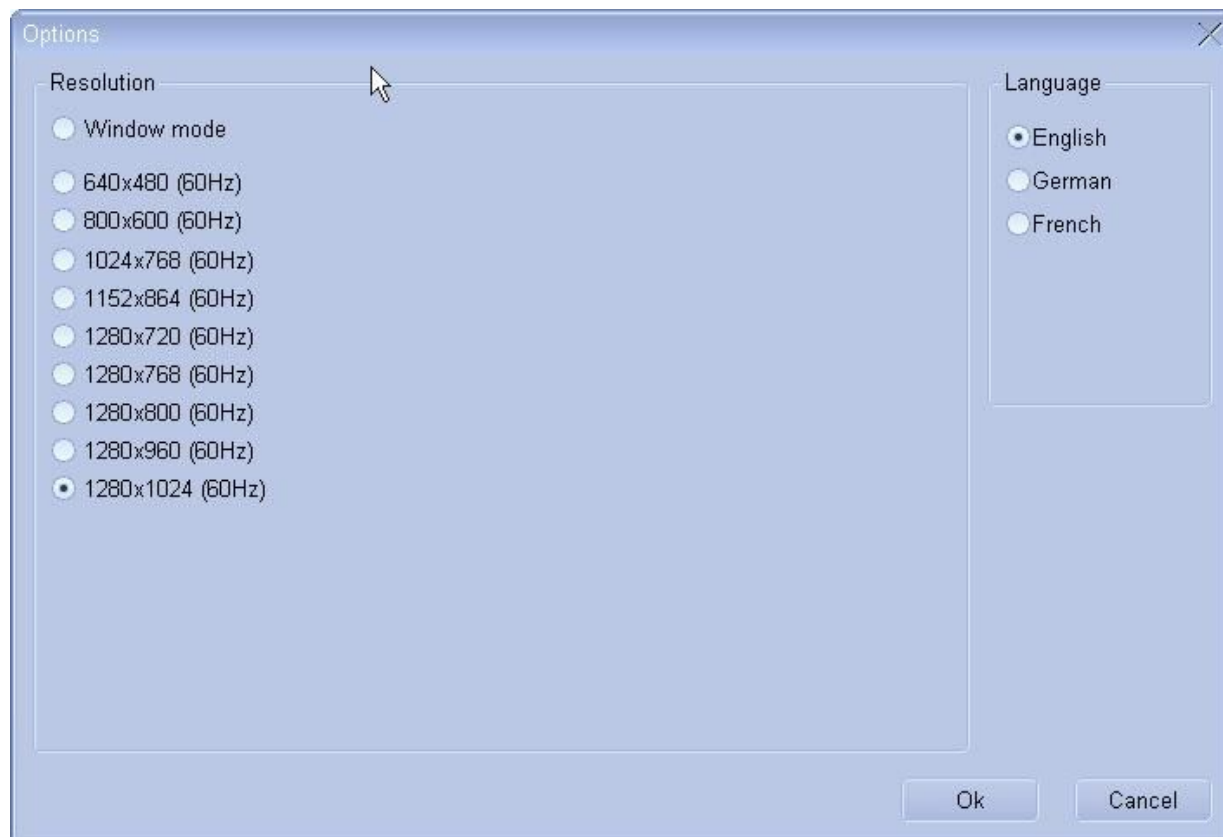 Options
Resolution
Window mode
640x480 (60Hz)
800x600 (60Hz)
1024x768 (60Hz)
1152x864 (60Hz)
1280x720 (60Hz)
1280x768 (60Hz)
1280x800 (60Hz)
1280x960 (60Hz)
1280x1024 (60Hz)
Language
English
German
French
Ok
Cancel